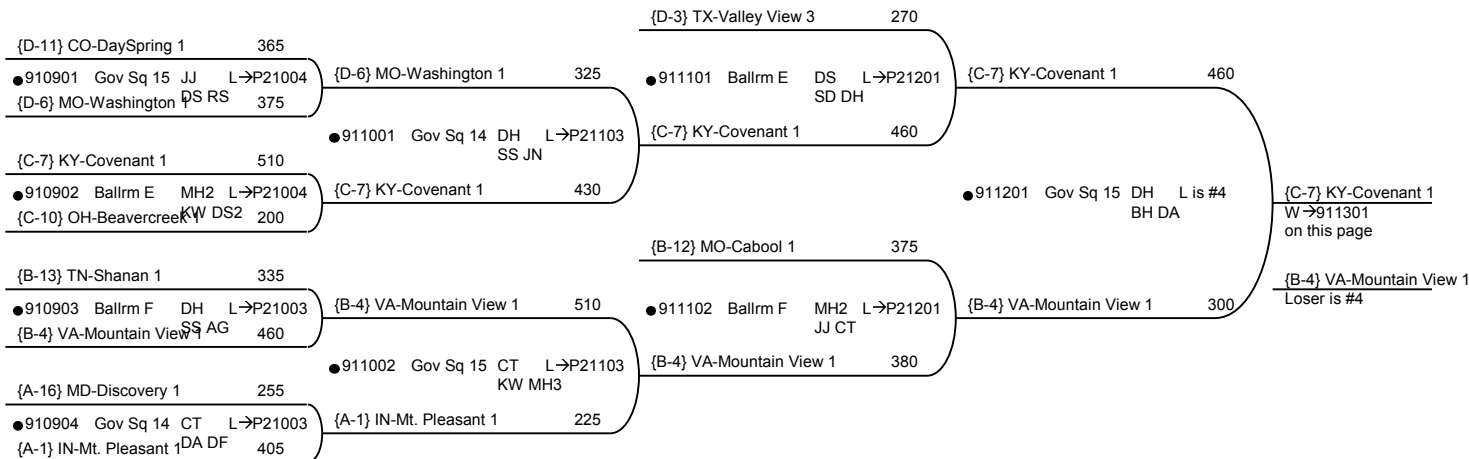 {D-11} CO-DaySpring 1 365
●910901 Gov Sq 15 JJ L→P21004
DS RS
{D-6} MO-Washington 1 375
{C-7} KY-Covenant 1 510
●910902 Ballrm E MH2 L→P21004
KW DS2
{C-10} OH-Beavercreek 1 200
{B-13} TN-Shanan 1 335
●910903 Ballrm F DH L→P21003
SS AG
{B-4} VA-Mountain View 1 460
{A-16} MD-Discovery 1 255
●910904 Gov Sq 14 CT L→P21003
DA DF
{A-1} IN-Mt. Pleasant 1 405
{D-6} MO-Washington 1 325
●911001 Gov Sq 14 DH L→P21103
SS JN
{C-7} KY-Covenant 1 430
{B-4} VA-Mountain View 1 510
●911002 Gov Sq 15 CT L→P21103
KW MH3
{A-1} IN-Mt. Pleasant 1 225
{D-3} TX-Valley View 3 270
●911101 Ballrm E DS L→P21201
SD DH
{C-7} KY-Covenant 1 460
{B-12} MO-Cabool 1 375
●911102 Ballrm F MH2 L→P21201
JJ CT
{B-4} VA-Mountain View 1 380
{C-7} KY-Covenant 1 460
●911201 Gov Sq 15 DH L is #4
BH DA
{B-4} VA-Mountain View 1 300
{C-7} KY-Covenant 1
W→911301
on this page
{B-4} VA-Mountain View 1
Loser is #4